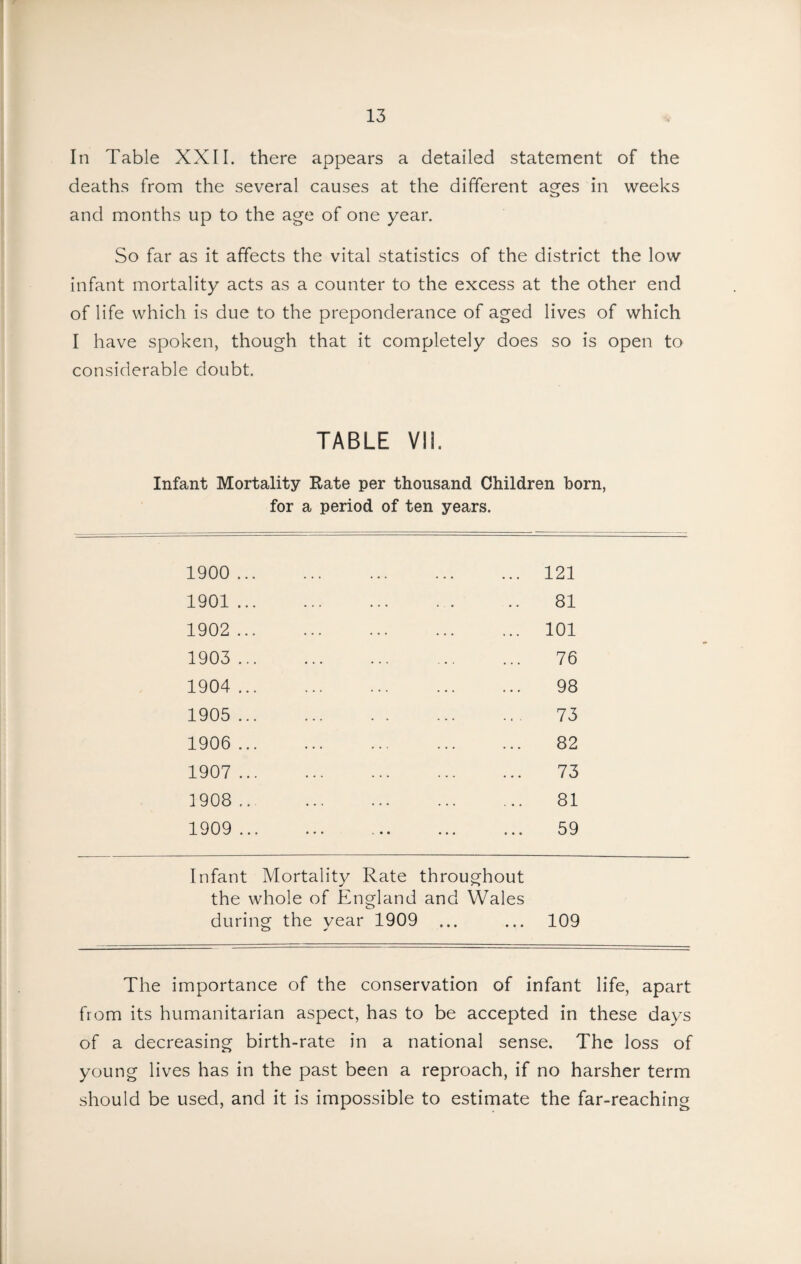 13
In Table XXII. there appears a detailed statement of the
deaths from the several causes at the different ages in weeks
and months up to the age of one year.
So far as it affects the vital statistics of the district the low
infant mortality acts as a counter to the excess at the other end
of life which is due to the preponderance of aged lives of which
I have spoken, though that it completely does so is open to
considerable doubt.
TABLE VII.
Infant Mortality Rate per thousand Children born,
for a period of ten years.
1900 ... ... ... ... ... 121
1901 ... ... ... . . .. 81
1902 ... ... ... ... ... 101
1903 ... ... ... ... ... 76
1904 ... ... ... ... ... 98
1905 ... ... . . ... ... 73
1906 ... ... ... ... ... 82
1907 ... ... ... ... ... 73
1908 .. ... ... ... ... 81
1909 ... ... ... ... ... 59
Infant Mortality Rate throughout
the whole of England and Wales
during the year 1909 ... ... 109
The importance of the conservation of infant life, apart
from its humanitarian aspect, has to be accepted in these days
of a decreasing birth-rate in a national sense. The loss of
young lives has in the past been a reproach, if no harsher term
should be used, and it is impossible to estimate the far-reaching